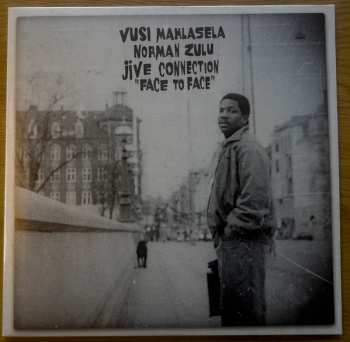 VUSI MAHLASELA
NORMAN ZULU
JIVE CONNECTION
"FACE TO FACE"